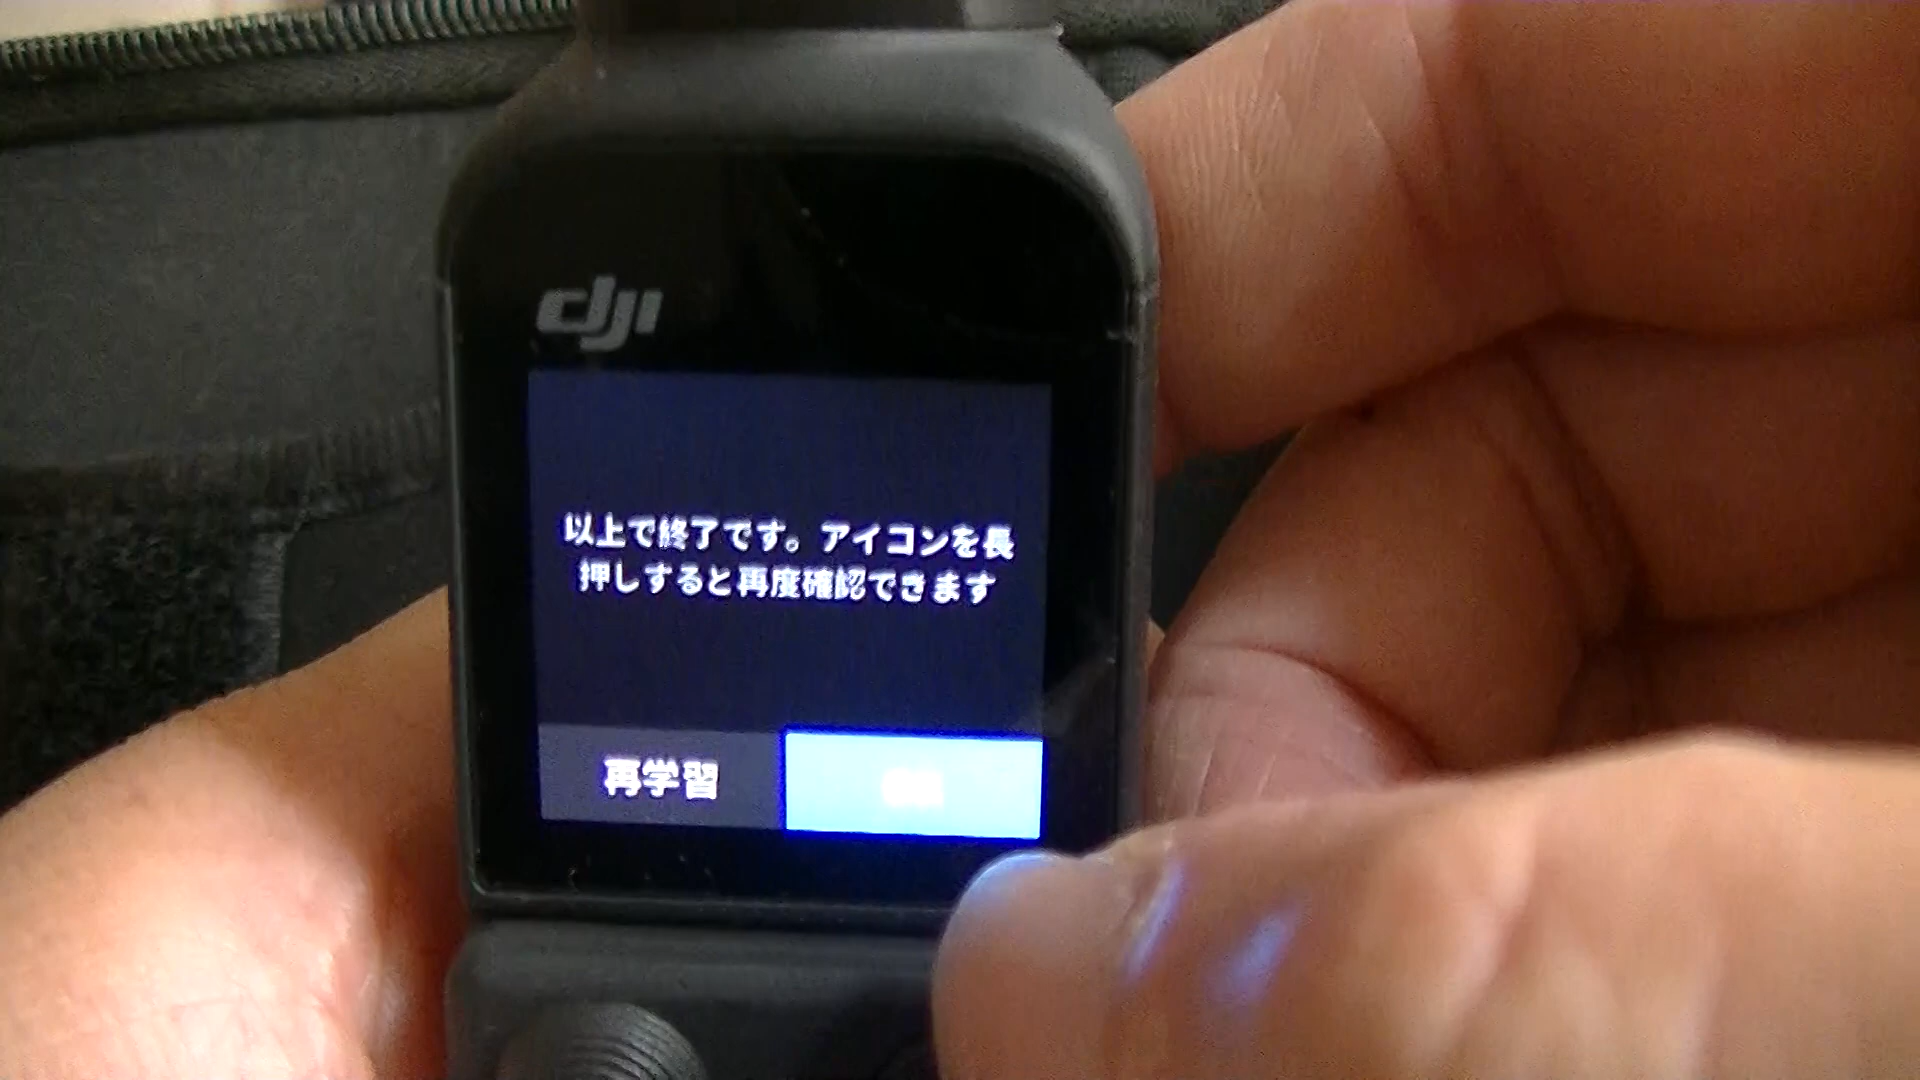 dji
以上で終了です。アイコンを長
押しすると再度確認できます
再学習